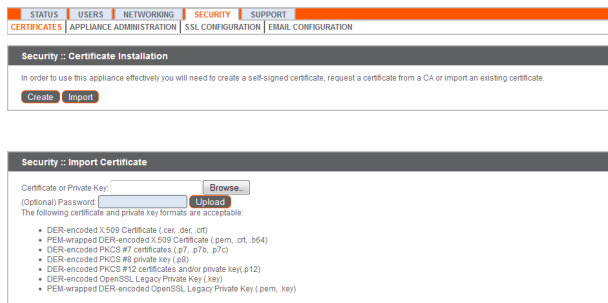 STATUS USERS NETWORKING SECURITY SUPPORT
CERTIFICATES APPLIANCE ADMINISTRATION SSL CONFIGURATION EMAIL CONFIGURATION
Security :: Certificate Installation
In order to use this appliance effectively you will need to create a self-signed certificate, request a certificate from a CA or import an existing certificate.
Create Import
Security :: Import Certificate
Certificate or Private Key: Browse..
(Optional) Password: Upload
The following certificate and private key formats are acceptable:
DER-encoded X.509 Certificate (.cer, .der, .crt)
PEM-wrapped DER-encoded X.509 Certificate (.pem, .crt, .b64)
DER-encoded PKCS #7 certificates (.p7, .p7b, .p7c)
DER-encoded PKCS #8 private key (.p8)
DER-encoded PKCS #12 certificates and/or private key(.p12)
DER-encoded OpenSSL Legacy Private Key (.key)
PEM-wrapped DER-encoded OpenSSL Legacy Private Key (.pem, .key)